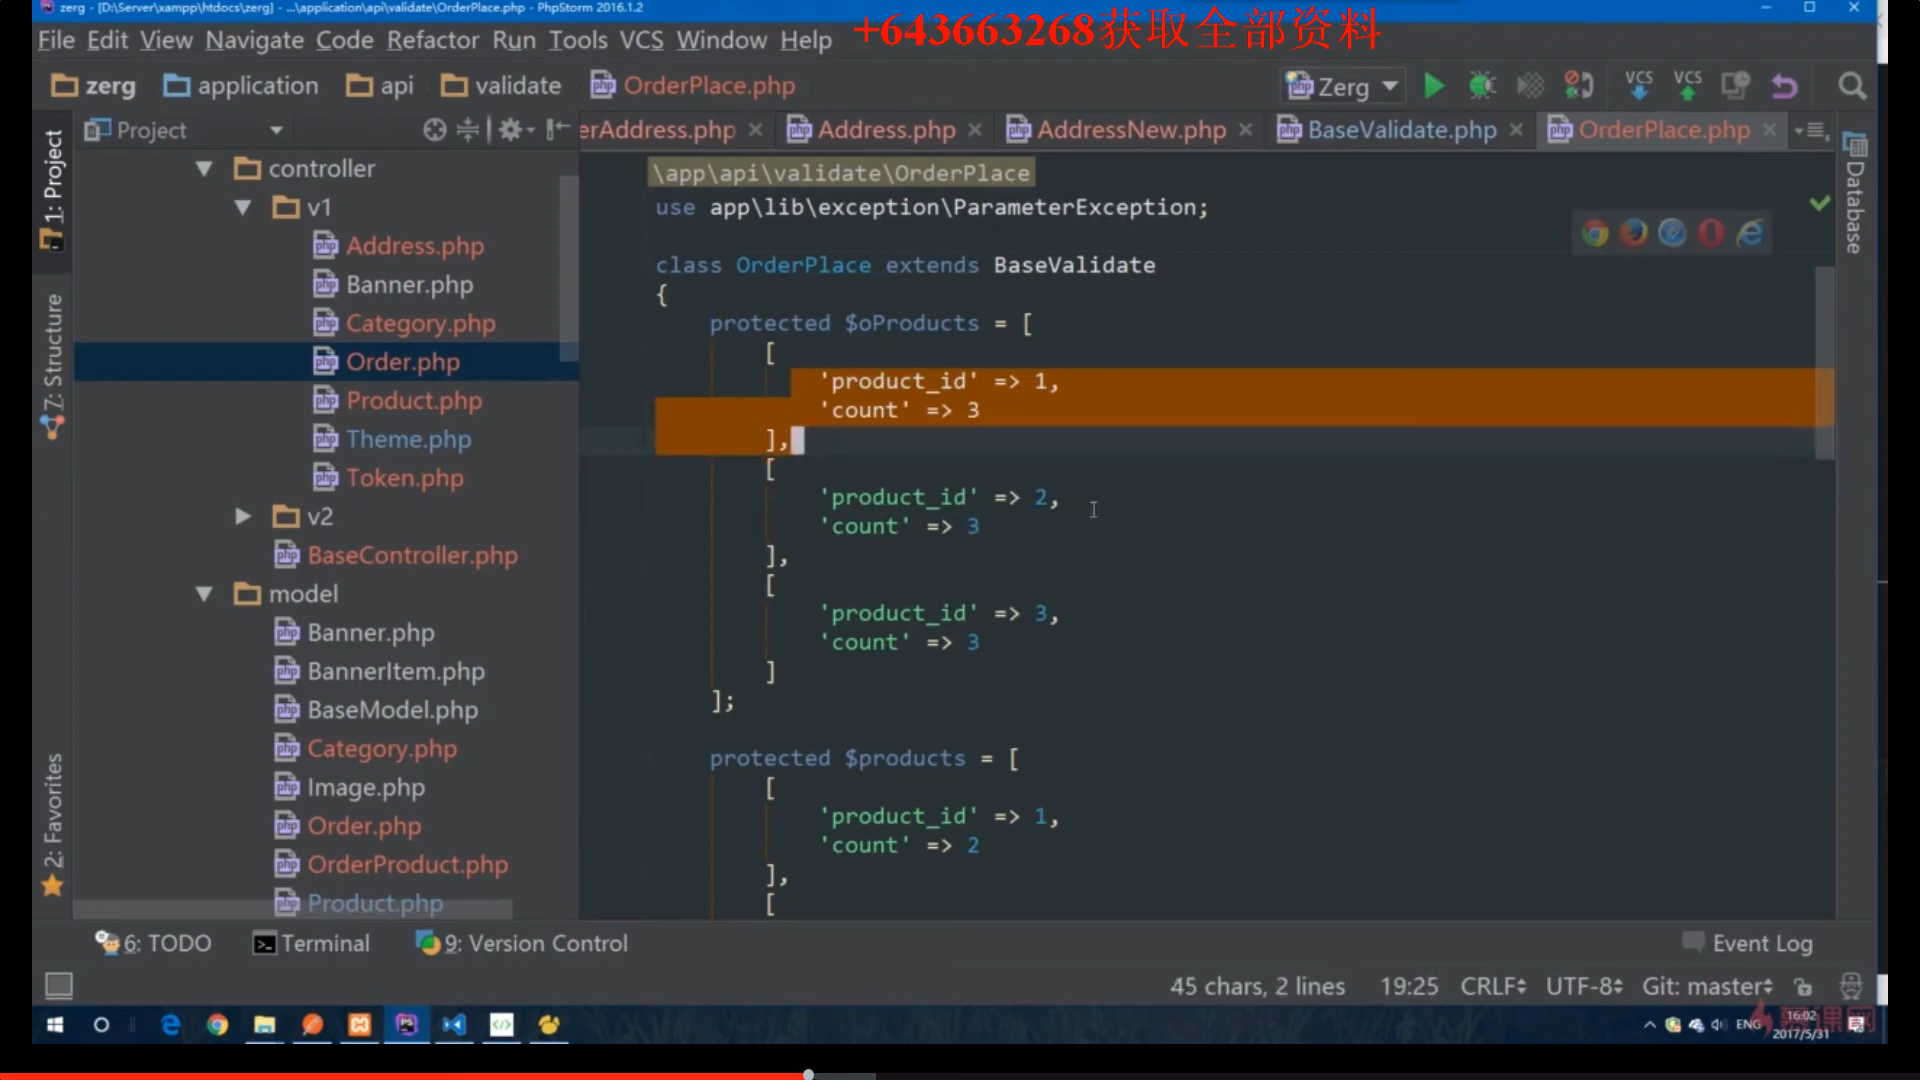 zerg - [D:\Server\xampp\htdocs\zerg] - ...\application\api\validate\OrderPlace.php - PhpStorm 2016.1.2
+643663268获取全部资料
File Edit View Navigate Code Refactor Run Tools VCS Window Help
zerg application api validate OrderPlace.php Zerg VCS VCS
1: Project
Z: Structure
2: Favorites
Project
controller
v1
Address.php
Banner.php
Category.php
Order.php
Product.php
Theme.php
Token.php
v2
BaseController.php
model
Banner.php
BannerItem.php
BaseModel.php
Category.php
Image.php
Order.php
OrderProduct.php
Product.php
erAddress.php Address.php AddressNew.php BaseValidate.php OrderPlace.php
Database
\app\api\validate\OrderPlace
use app\lib\exception\ParameterException;
class OrderPlace extends BaseValidate
{
protected $oProducts = [
[
'product_id' => 1,
'count' => 3
],
[
'product_id' => 2,
'count' => 3
],
[
'product_id' => 3,
'count' => 3
]
];
protected $products = [
[
'product_id' => 1,
'count' => 2
],
[
6: TODO Terminal 9: Version Control Event Log
45 chars, 2 lines 19:25 CRLF UTF-8 Git: master
ENG 16:02
2017/5/31